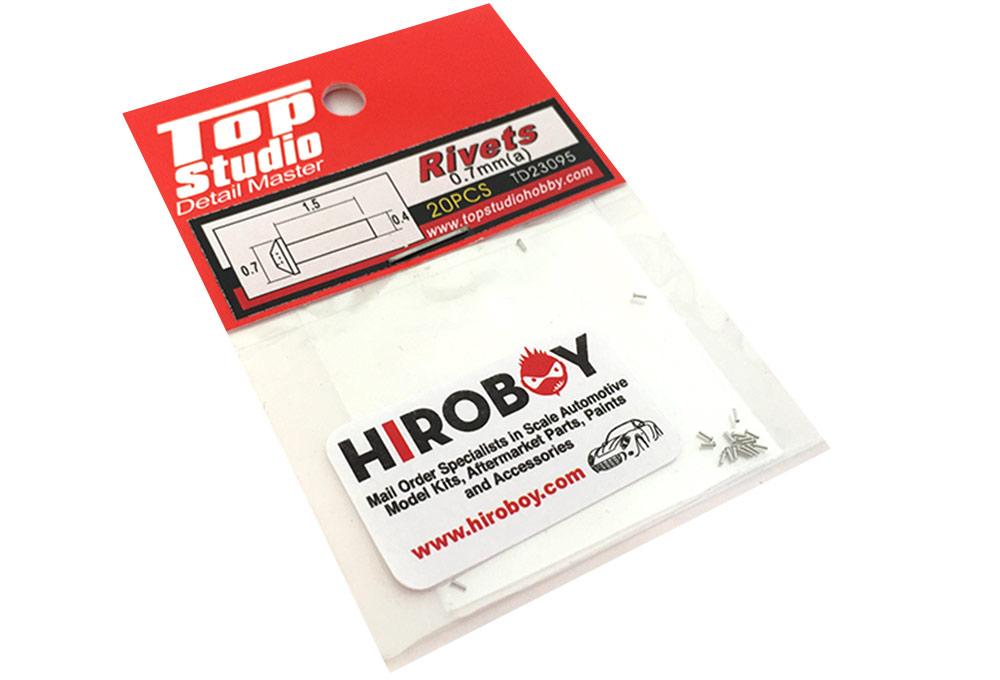 Top
Studio
Detail Master
Rivets
0.7mm(a)
20PCS TD23095
www.topstudiohobby.com
1.5
0.4
0.7
HIROBOY
Mail Order Specialists in Scale Automotive
Model Kits, Aftermarket Parts, Paints
and Accessories
www.hiroboy.com